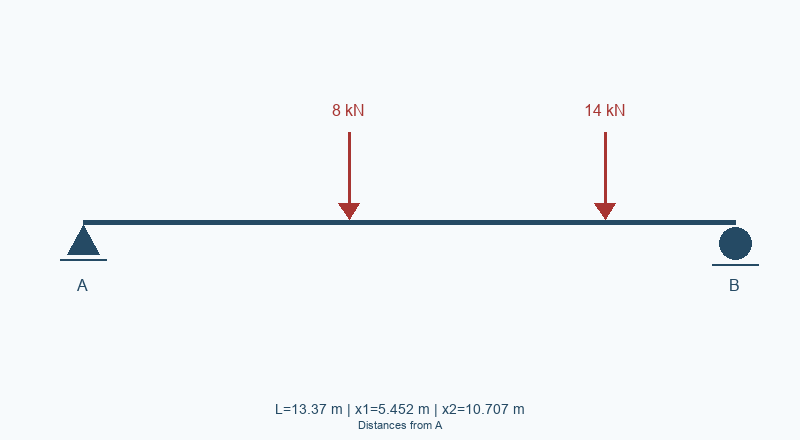 8 kN 14 kN
A B
L=13.37 m | x1=5.452 m | x2=10.707 m
Distances from A